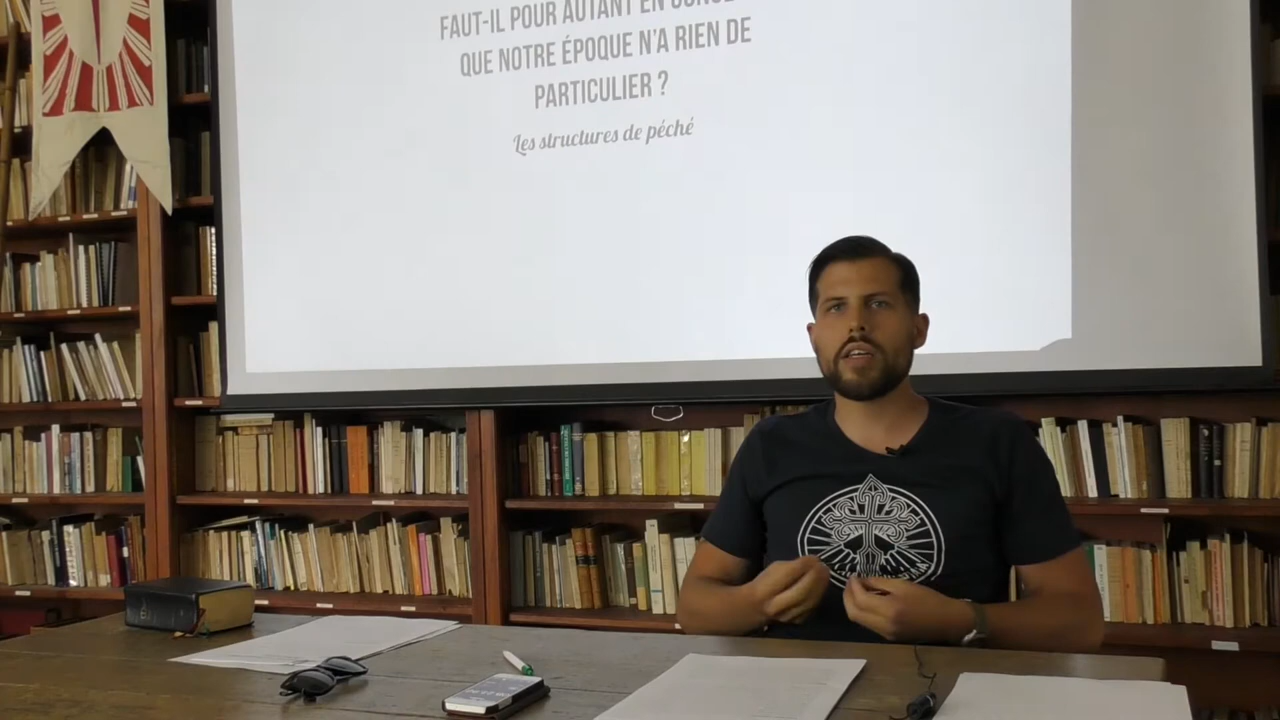 FAUT-IL POUR AUTANT EN
QUE NOTRE ÉPOQUE N'A RIEN DE
PARTICULIER ?
Les structures de péché